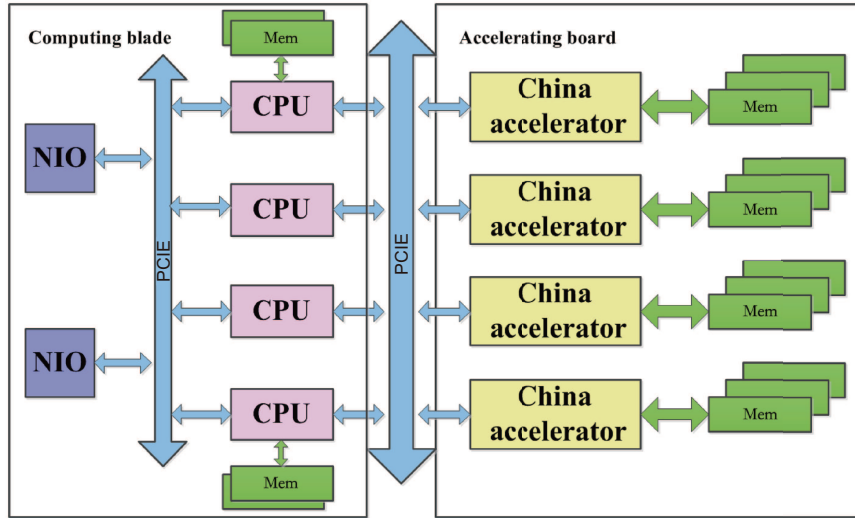 Computing blade
Mem
Accelerating board
CPU
China
accelerator
Mem
NIO
CPU
China
accelerator
Mem
PCIE
PCIE
CPU
China
accelerator
Mem
NIO
CPU
China
accelerator
Mem
Mem